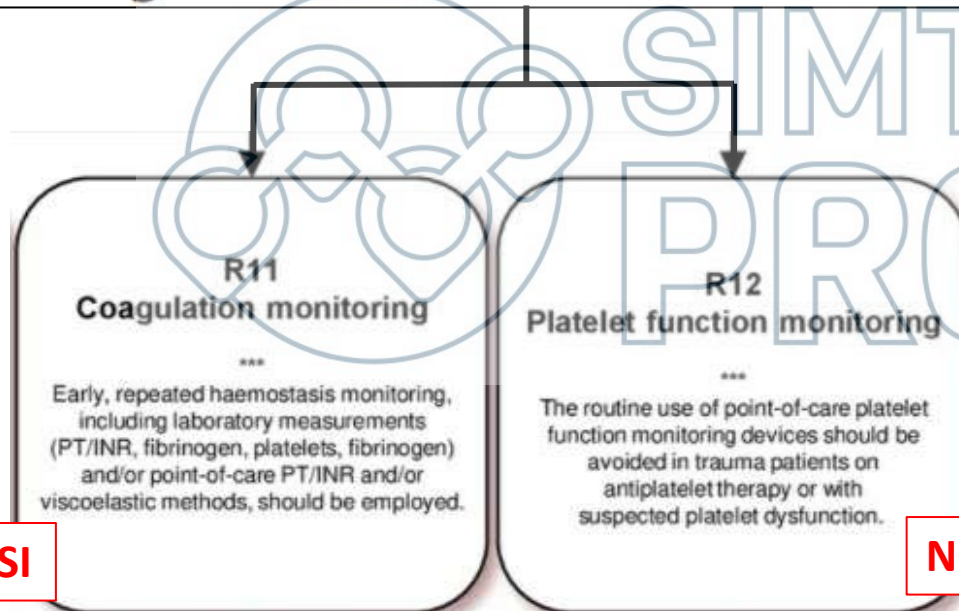 SIMT
PRO
R11
Coagulation monitoring
***
Early, repeated haemostasis monitoring,
including laboratory measurements
(PT/INR, fibrinogen, platelets, fibrinogen)
and/or point-of-care PT/INR and/or
viscoelastic methods, should be employed.
SI
R12
Platelet function monitoring
***
The routine use of point-of-care platelet
function monitoring devices should be
avoided in trauma patients on
antiplatelet therapy or with
suspected platelet dysfunction.
N